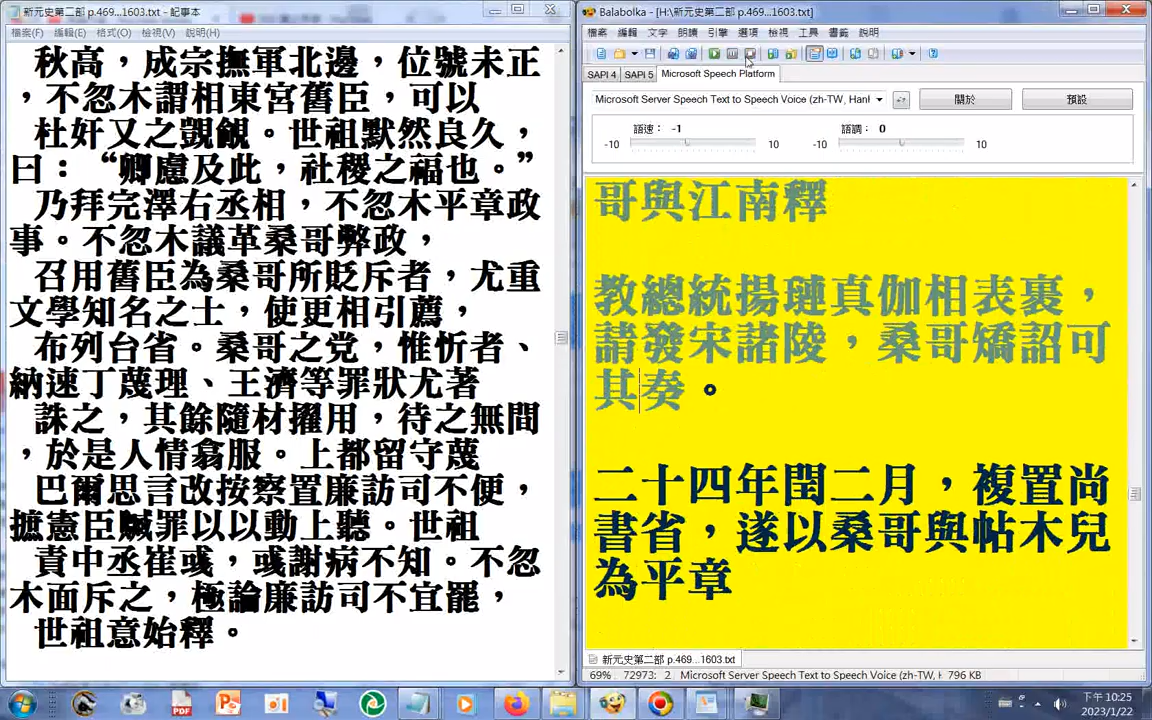 新元史第二部 p.469...1603.txt - 記事本
檔案(F) 編輯(E) 格式(O) 檢視(V) 說明(H)
秋高，成宗撫軍北邊，位號未正
，不忽木謂相東宮舊臣，可以
杜奸又之覬覦。世祖默然良久，
曰：“卿慮及此，社稷之福也。”
乃拜完澤右丞相，不忽木平章政
事。不忽木議革桑哥弊政，
召用舊臣為桑哥所貶斥者，尤重
文學知名之士，使更相引薦，
布列台省。桑哥之党，惟忻者、
納速丁蔑理、王濟等罪狀尤著
誅之，其餘隨材擢用，待之無間
，於是人情翕服。上都留守蔑
巴爾思言改按察置廉訪司不便，
摭憲臣贓罪以以動上聽。世祖
責中丞崔彧，彧謝病不知。不忽
木面斥之，極論廉訪司不宜罷，
世祖意始釋。
Balabolka - [H:\新元史第二部 p.469...1603.txt]
檔案 編輯 文字 朗讀 引擎 選項 檢視 工具 書籤 說明
SAPI 4 SAPI 5 Microsoft Speech Platform
Microsoft Server Speech Text to Speech Voice (zh-TW, Hanl
關於 預設
語速： -1 語調： 0
-10 10 -10 10
哥與江南釋
教總統揚璉真伽相表裏，
請發宋諸陵，桑哥矯詔可
其奏。
二十四年閏二月，複置尚
書省，遂以桑哥與帖木兒
為平章
新元史第二部 p.469...1603.txt
69% 72973: 2 Microsoft Server Speech Text to Speech Voice (zh-TW, H 796 KB
下午 10:25
2023/1/22